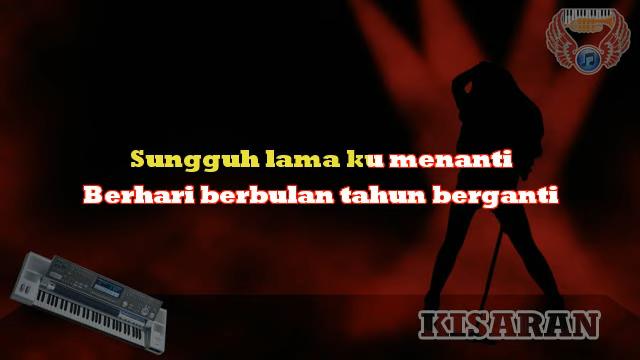 Sungguh lama ku menanti
Berhari berbulan tahun berganti
KISARAN